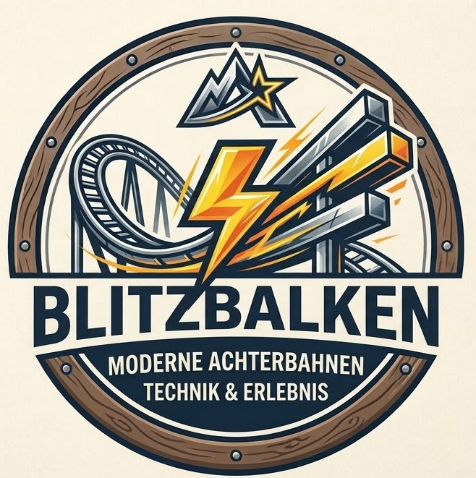 BLITZBALKEN
MODERNE ACHTERBAHNEN
TECHNIK & ERLEBNIS